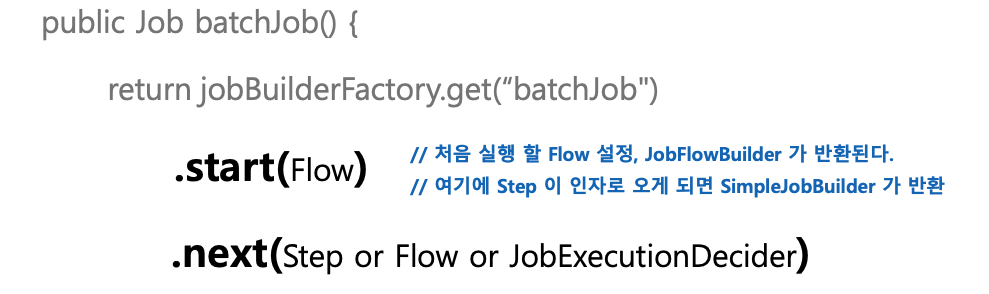 public Job batchJob() {
return jobBuilderFactory.get(“batchJob")
.start(Flow) // 처음 실행 할 Flow 설정, JobFlowBuilder 가 반환된다.
// 여기에 Step 이 인자로 오게 되면 SimpleJobBuilder 가 반환
.next(Step or Flow or JobExecutionDecider)